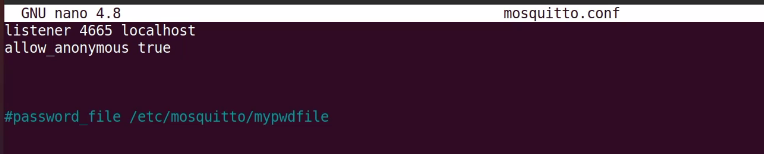 GNU nano 4.8 mosquitto.conf
listener 4665 localhost
allow_anonymous true
#password_file /etc/mosquitto/mypwdfile